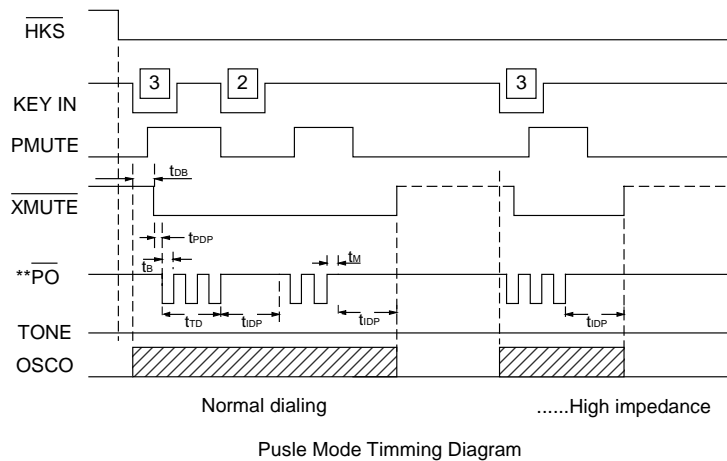 HKS
KEY IN
3
2
3
PMUTE
tDB
XMUTE
tPDP
tB
tM
**PO
tTD
tIDP
tIDP
tIDP
TONE
OSCO
Normal dialing
......High impedance
Pusle Mode Timming Diagram